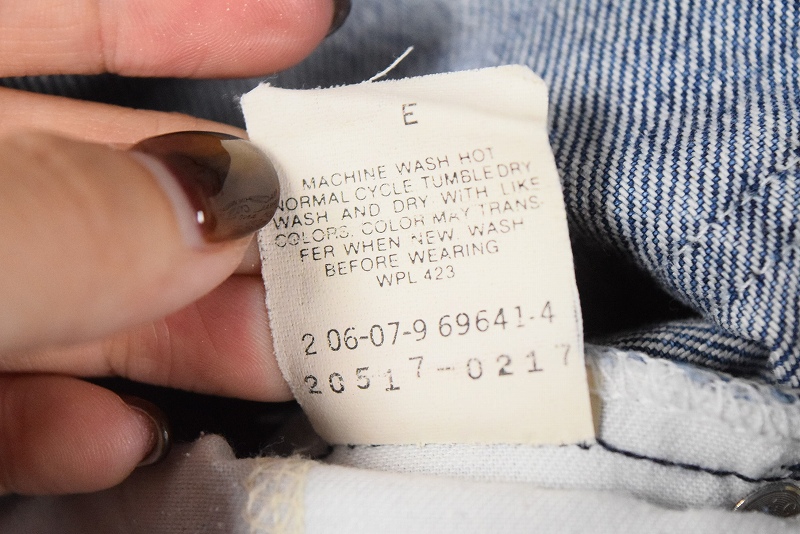 E
MACHINE WASH HOT
NORMAL CYCLE TUMBLE DRY
WASH AND DRY WITH LIKE
COLORS. COLOR MAY TRANS-
FER WHEN NEW. WASH
BEFORE WEARING
WPL 423
2 06-07-9 69641-4
20517-0217